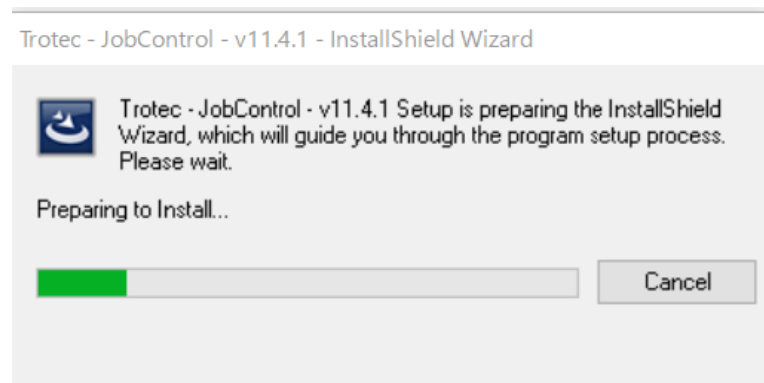 Trotec - JobControl - v11.4.1 - InstallShield Wizard
Trotec - JobControl - v11.4.1 Setup is preparing the InstallShield
Wizard, which will guide you through the program setup process.
Please wait.
Preparing to Install...
Cancel